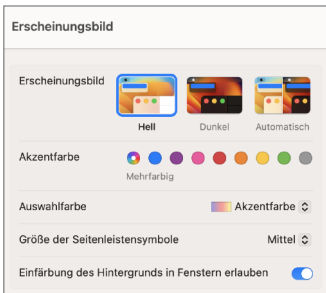 Erscheinungsbild
Erscheinungsbild
Hell Dunkel Automatisch
Akzentfarbe
Mehrfarbig
Auswahlfarbe Akzentfarbe
Größe der Seitenleistensymbole Mittel
Einfärbung des Hintergrunds in Fenstern erlauben